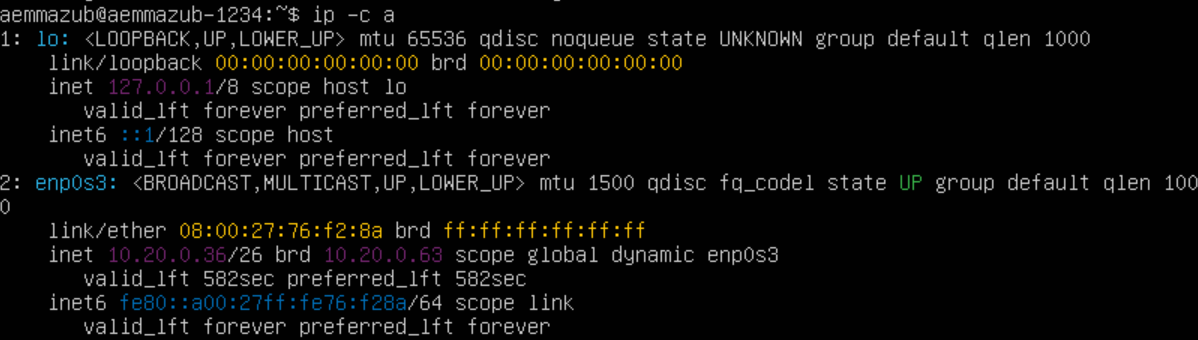 aemmazub@aemmazub-1234:~$ ip -c a
1: lo: <LOOPBACK,UP,LOWER_UP> mtu 65536 qdisc noqueue state UNKNOWN group default qlen 1000
    link/loopback 00:00:00:00:00:00 brd 00:00:00:00:00:00
    inet 127.0.0.1/8 scope host lo
       valid_lft forever preferred_lft forever
    inet6 ::1/128 scope host
       valid_lft forever preferred_lft forever
2: enp0s3: <BROADCAST,MULTICAST,UP,LOWER_UP> mtu 1500 qdisc fq_codel state UP group default qlen 100
0
    link/ether 08:00:27:76:f2:8a brd ff:ff:ff:ff:ff:ff
    inet 10.20.0.36/26 brd 10.20.0.63 scope global dynamic enp0s3
       valid_lft 582sec preferred_lft 582sec
    inet6 fe80::a00:27ff:fe76:f28a/64 scope link
       valid_lft forever preferred_lft forever